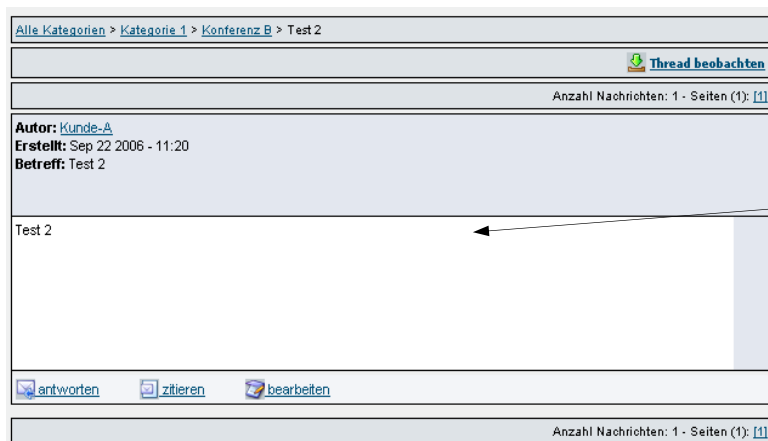 Alle Kategorien > Kategorie 1 > Konferenz B > Test 2
Thread beobachten
Anzahl Nachrichten: 1 - Seiten (1): [1]
Autor: Kunde-A
Erstellt: Sep 22 2006 - 11:20
Betreff: Test 2
Test 2
antworten zitieren bearbeiten
Anzahl Nachrichten: 1 - Seiten (1): [1]